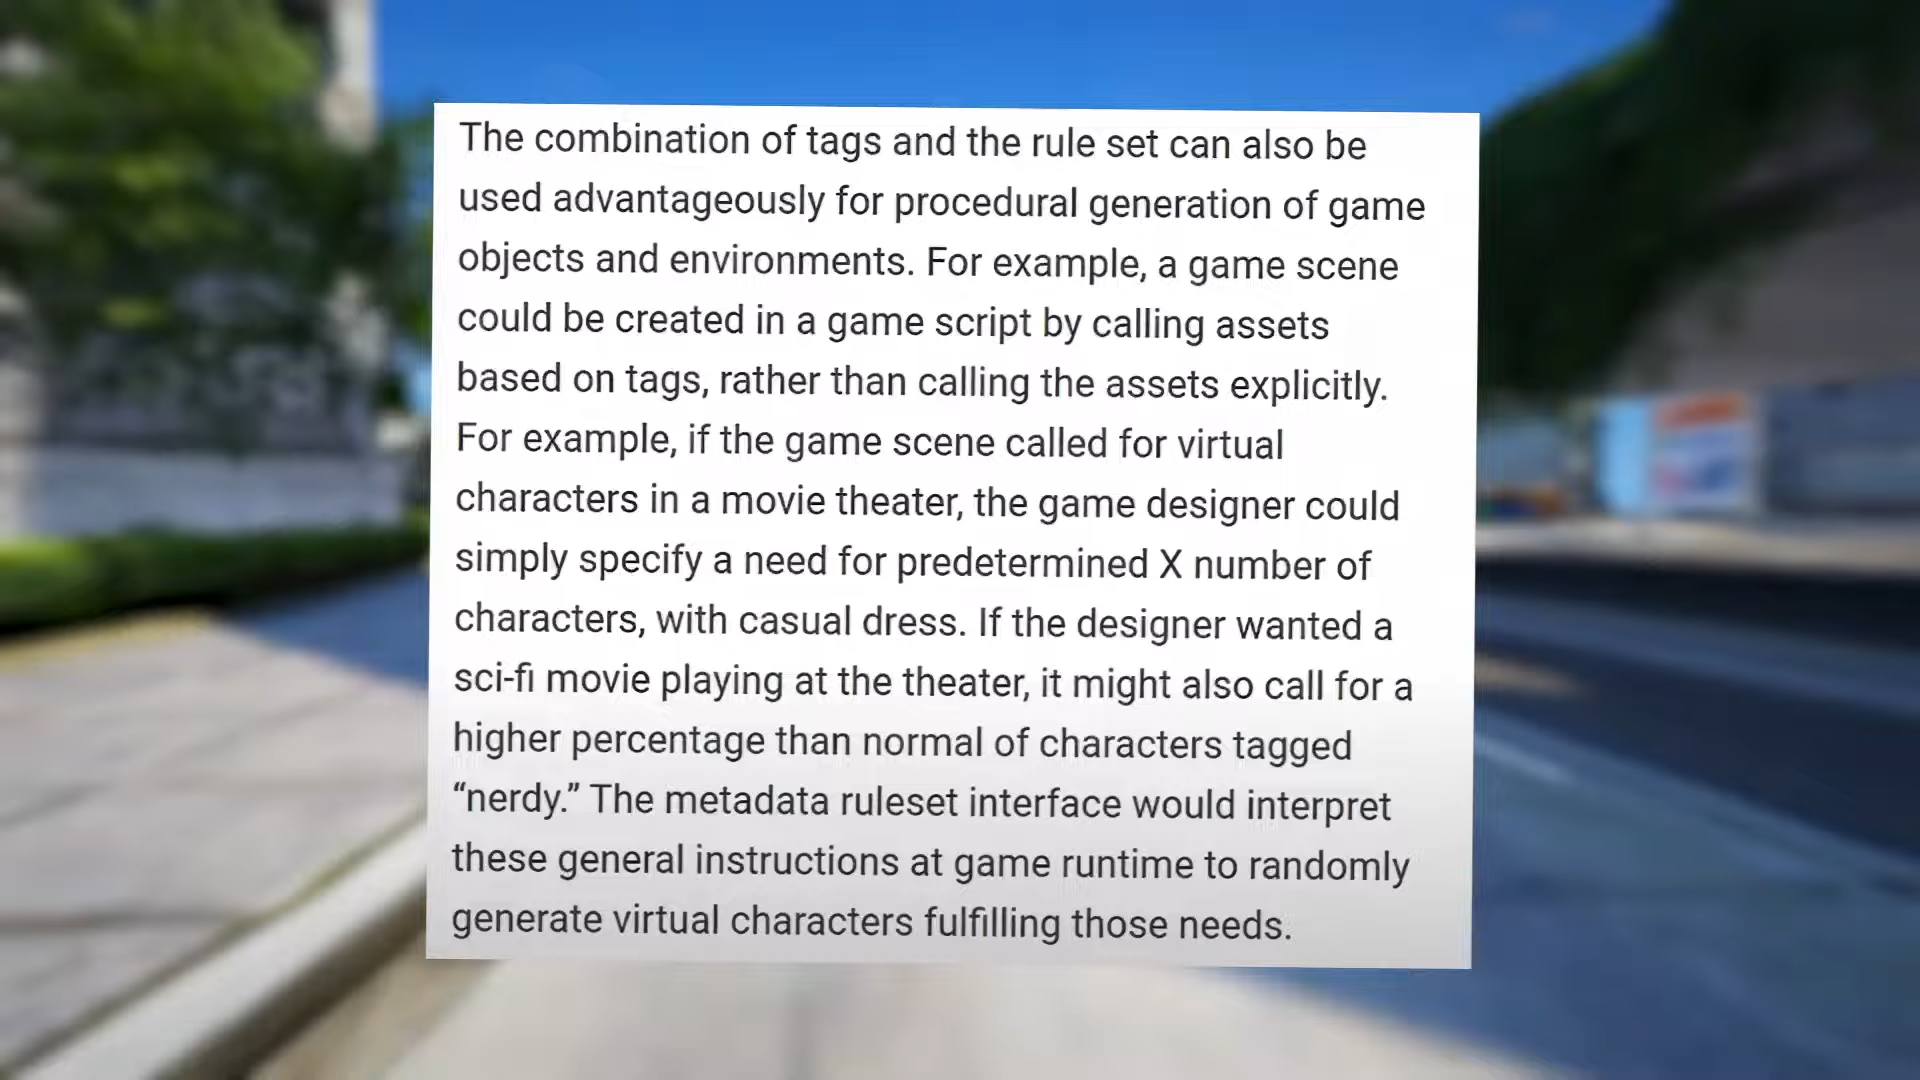 The combination of tags and the rule set can also be
used advantageously for procedural generation of game
objects and environments. For example, a game scene
could be created in a game script by calling assets
based on tags, rather than calling the assets explicitly.
For example, if the game scene called for virtual
characters in a movie theater, the game designer could
simply specify a need for predetermined X number of
characters, with casual dress. If the designer wanted a
sci-fi movie playing at the theater, it might also call for a
higher percentage than normal of characters tagged
“nerdy.” The metadata ruleset interface would interpret
these general instructions at game runtime to randomly
generate virtual characters fulfilling those needs.